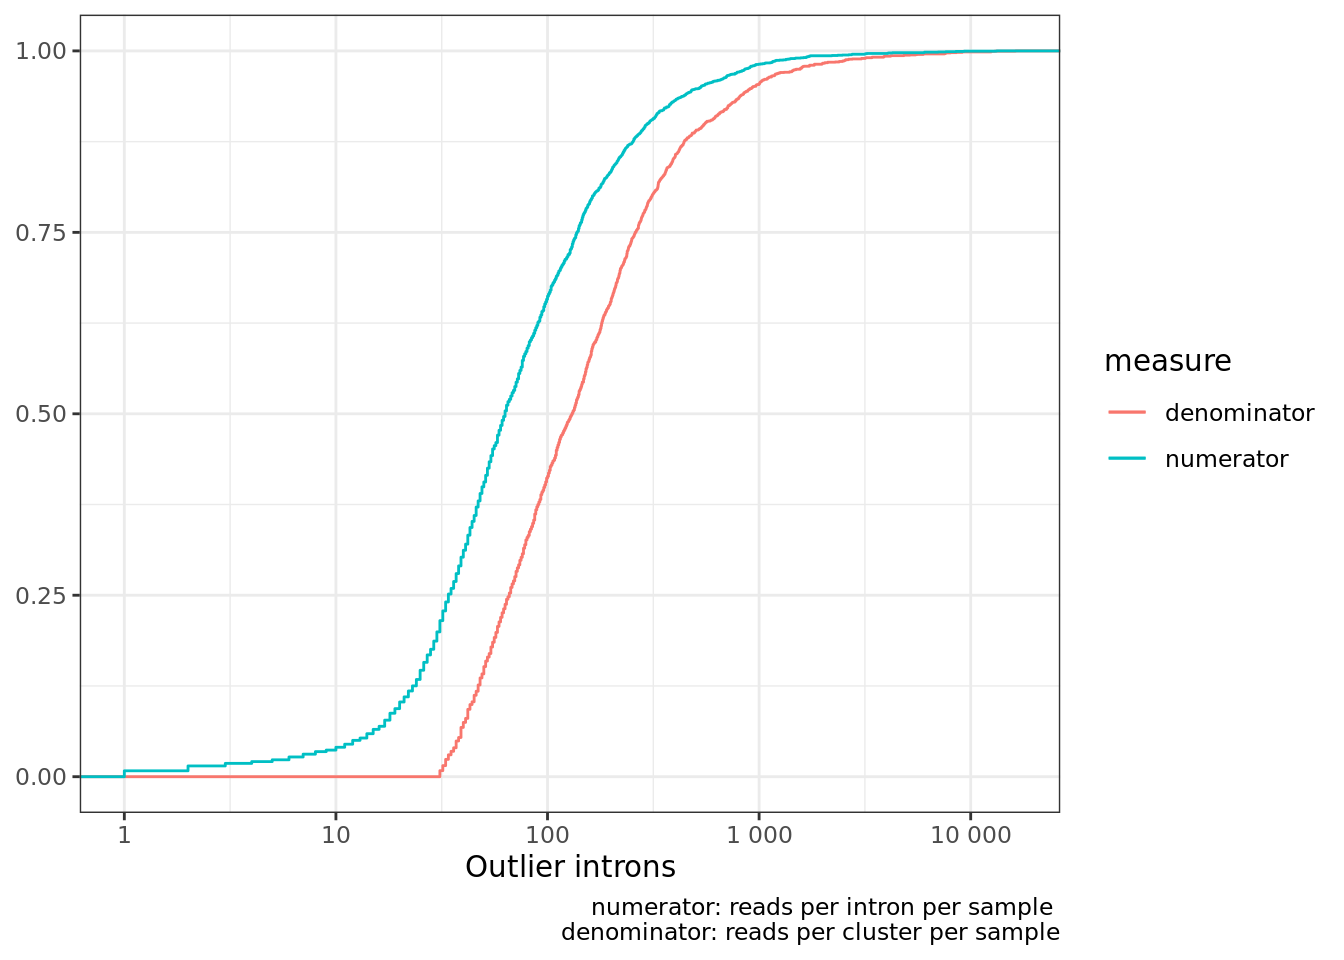 1.00
0.75
0.50
0.25
0.00
1 10 100 1 000 10 000
Outlier introns
numerator: reads per intron per sample
denominator: reads per cluster per sample
measure
denominator
numerator